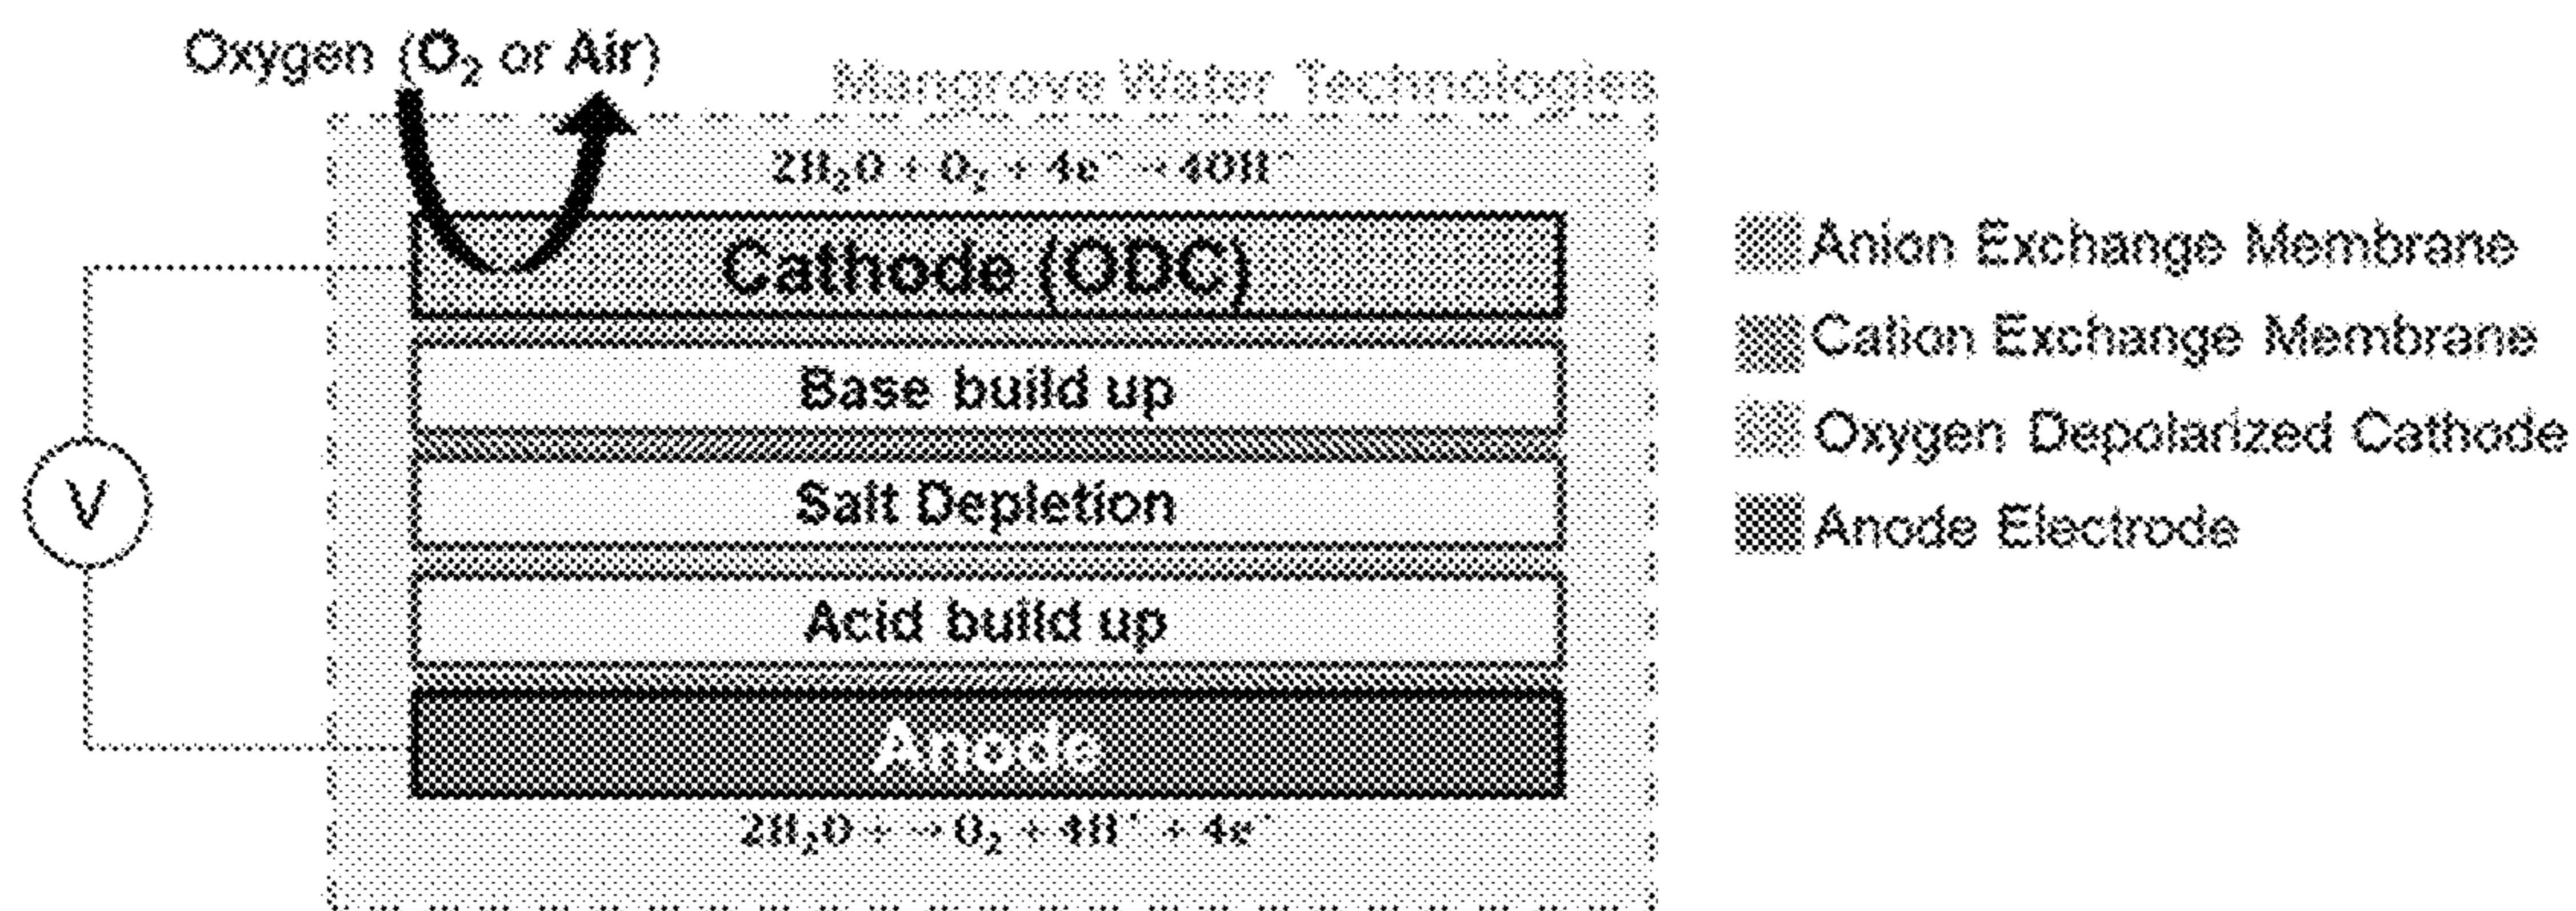 Oxygen (O₂ or Air)
Mangrove Water Technologies
2H₂O + O₂ + 4e⁻ → 4OH⁻
Cathode (ODC)
Base build up
Salt Depletion
Acid build up
Anode
2H₂O + → O₂ + 4H⁺ + 4e⁻
V
Anion Exchange Membrane
Cation Exchange Membrane
Oxygen Depolarized Cathode
Anode Electrode